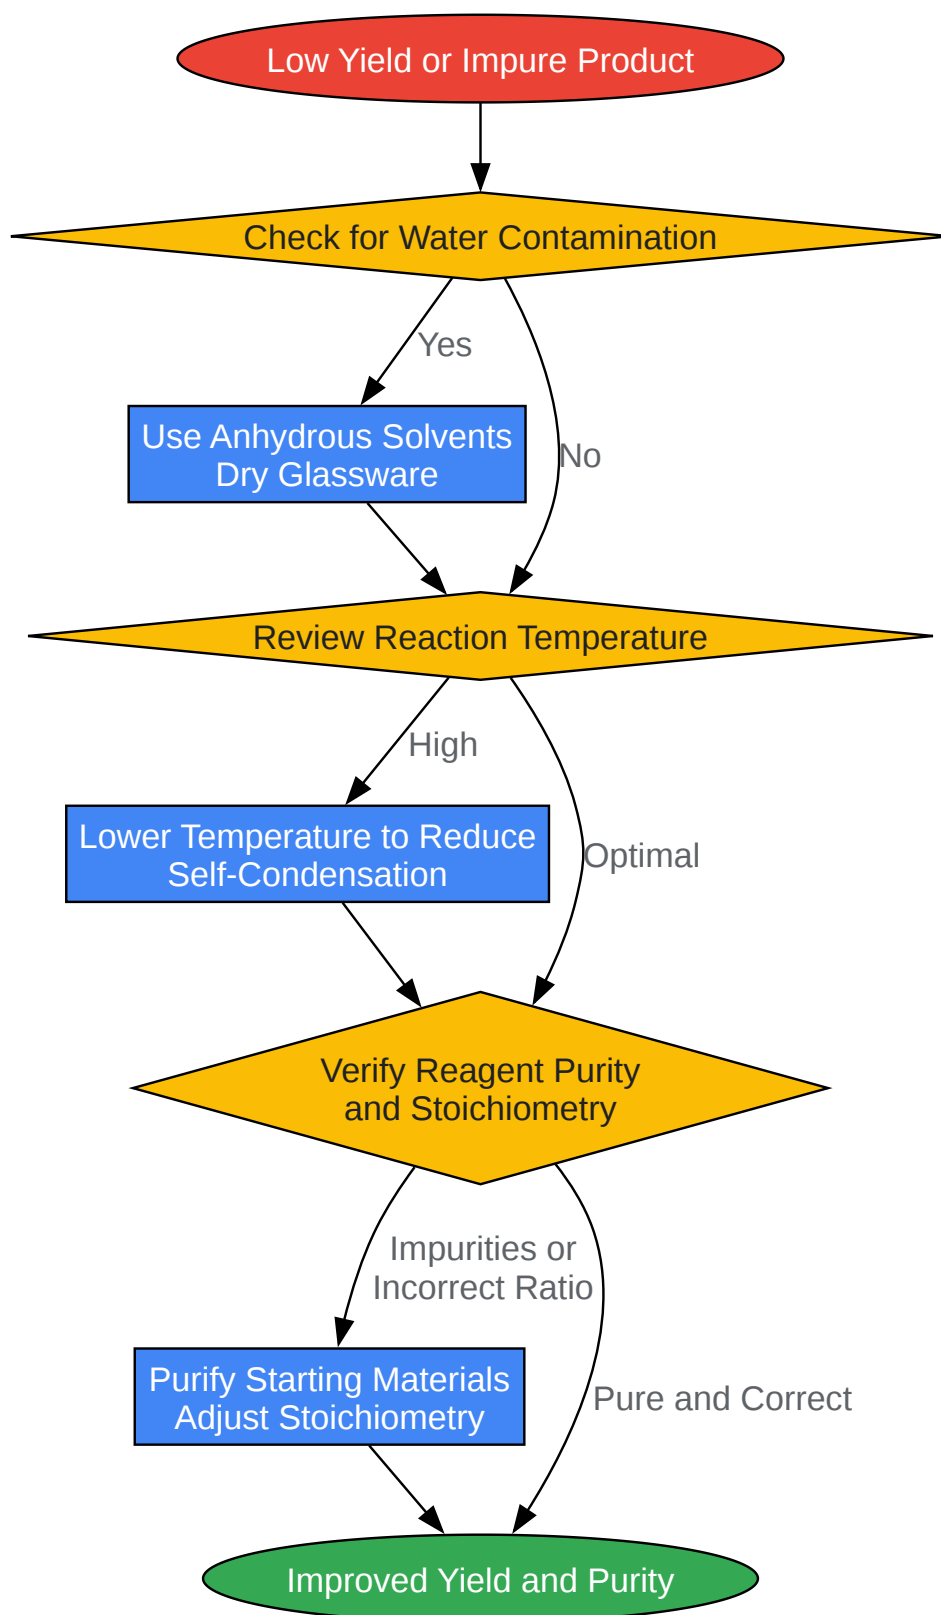 Low Yield or Impure Product
Check for Water Contamination
Yes
Use Anhydrous Solvents
Dry Glassware
No
Review Reaction Temperature
High
Lower Temperature to Reduce
Self-Condensation
Optimal
Verify Reagent Purity
and Stoichiometry
Impurities or
Incorrect Ratio
Purify Starting Materials
Adjust Stoichiometry
Pure and Correct
Improved Yield and Purity